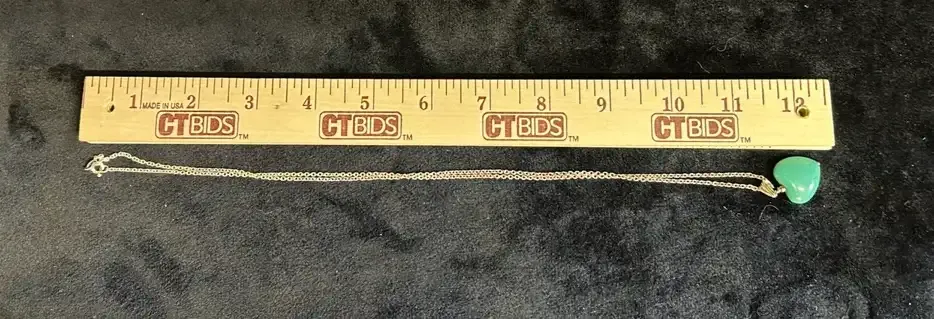 1 2 3 4 5 6 7 8 9 10 11 12
MADE IN USA
CTBIDS™ CTBIDS™ CTBIDS™ CTBIDS™